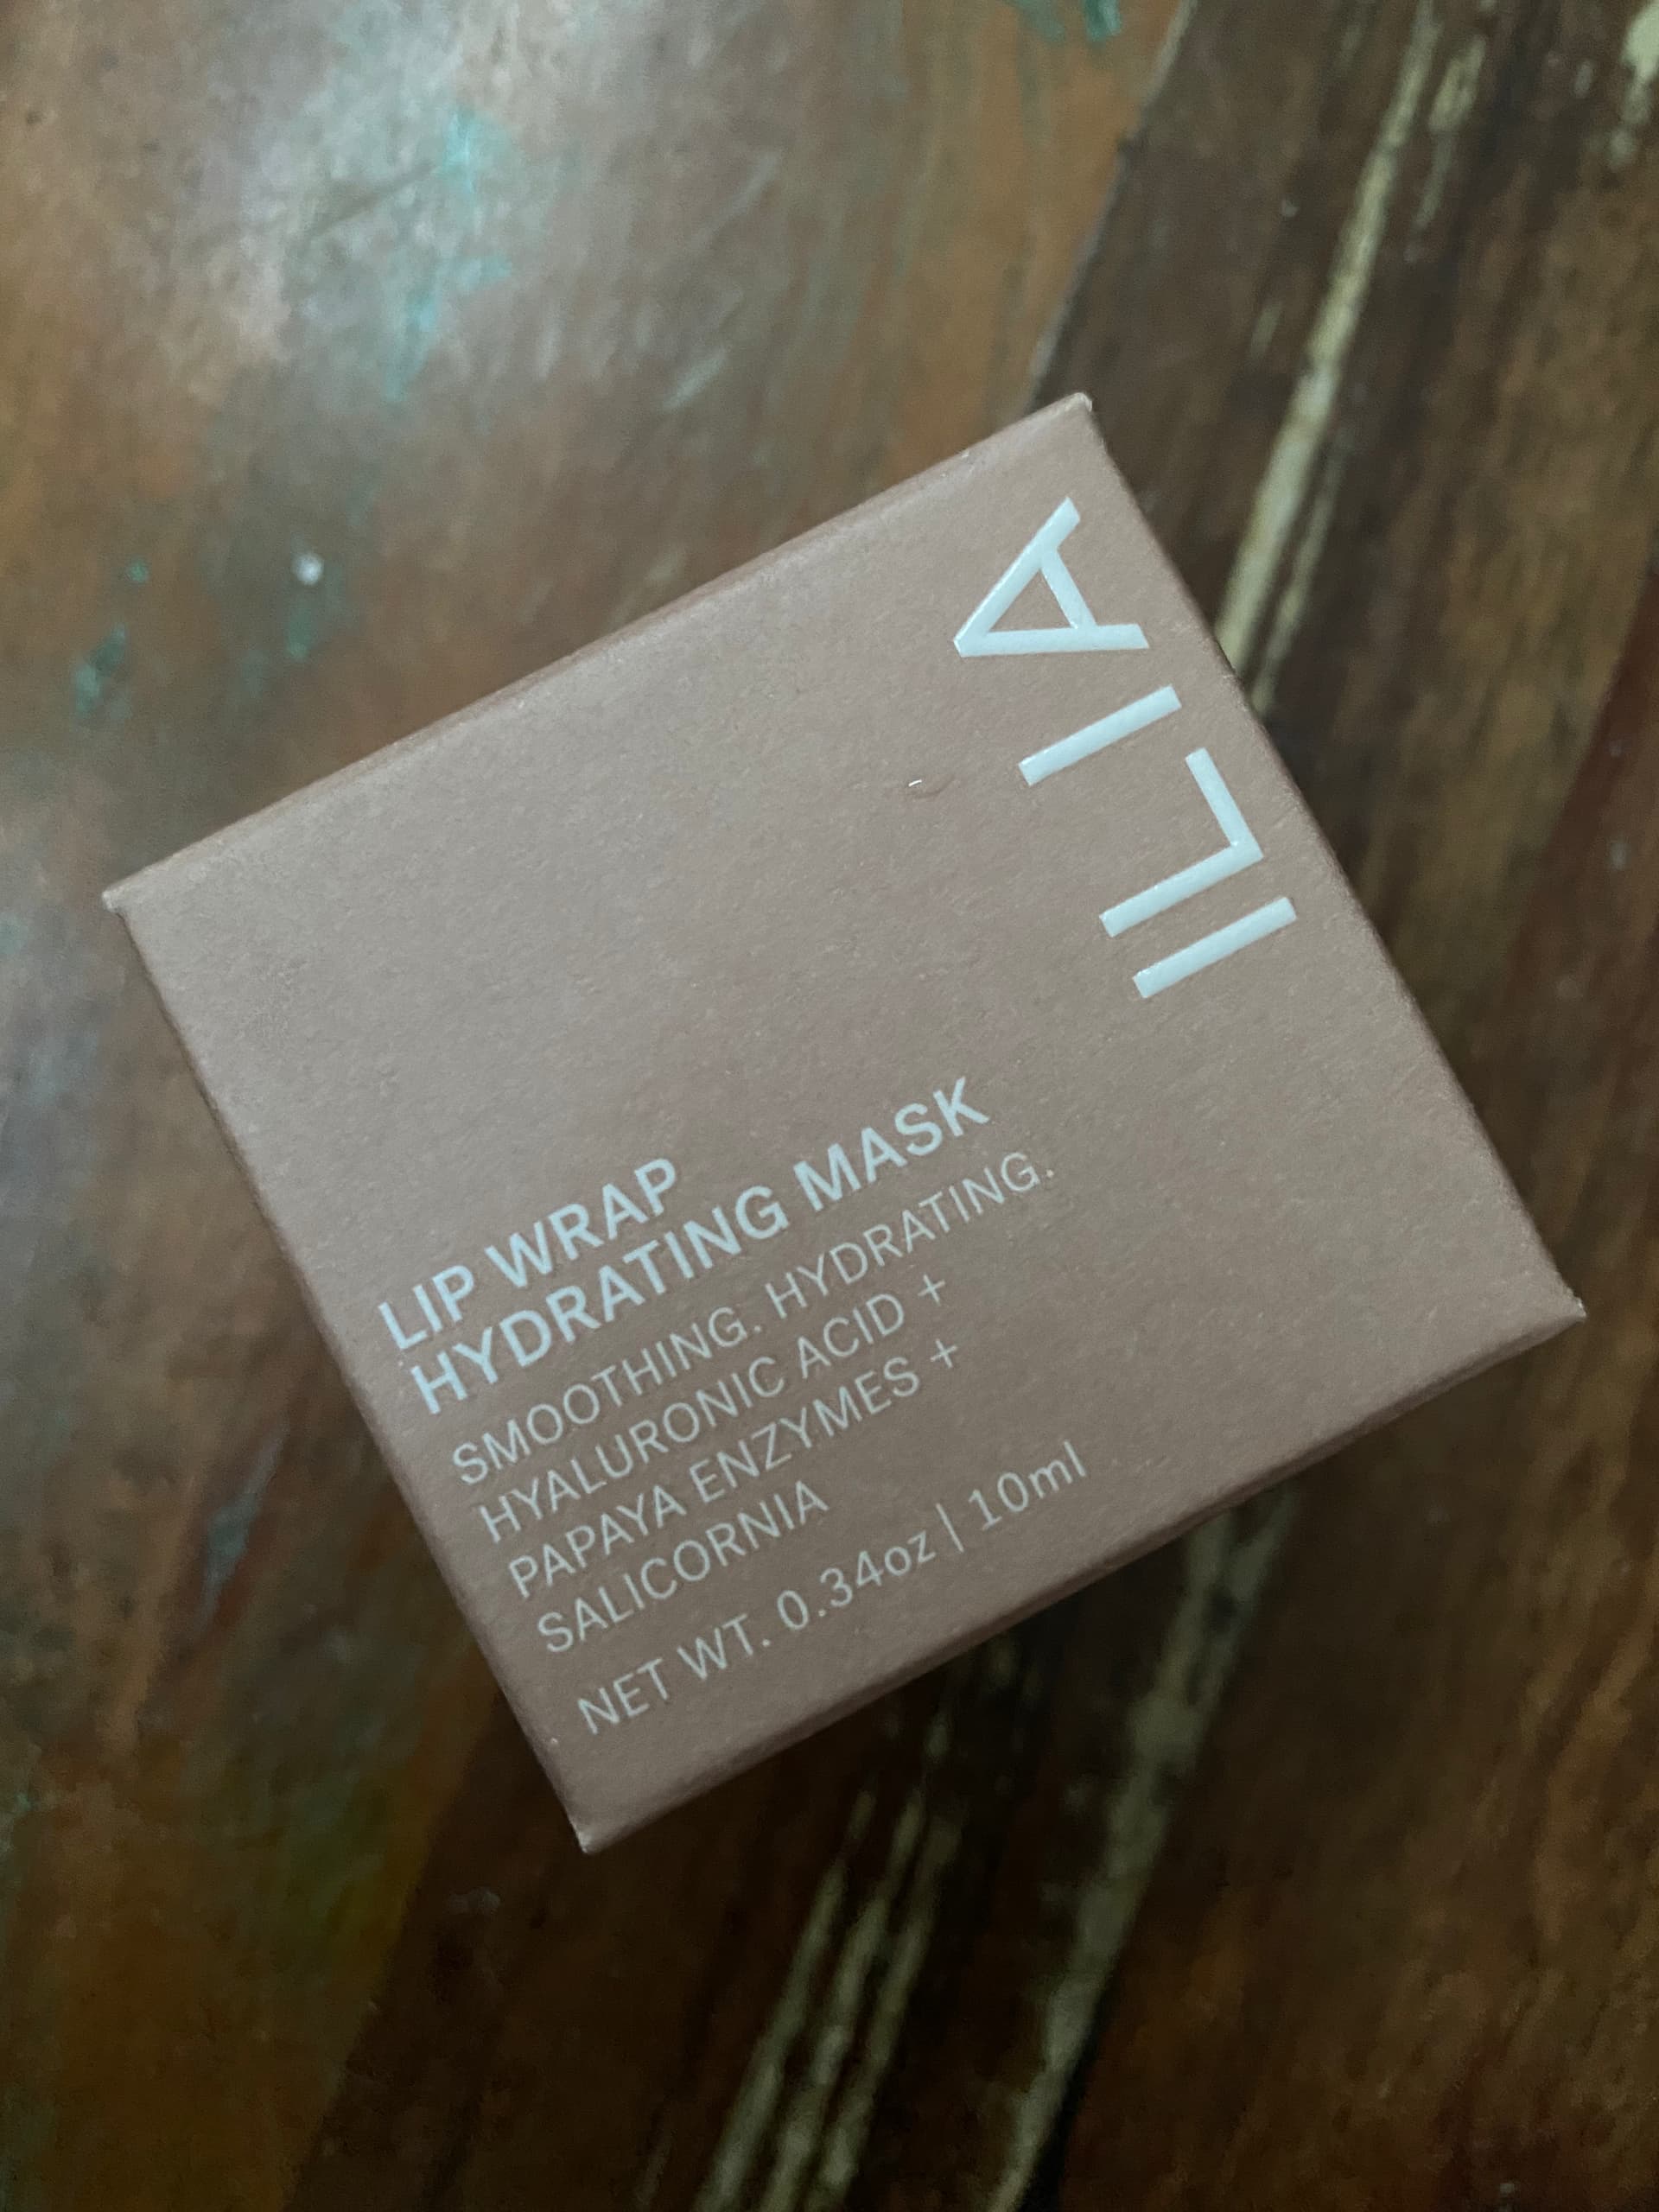 ILIA
LIP WRAP
HYDRATING MASK
SMOOTHING. HYDRATING.
HYALURONIC ACID +
PAPAYA ENZYMES +
SALICORNIA
NET WT. 0.34oz | 10ml